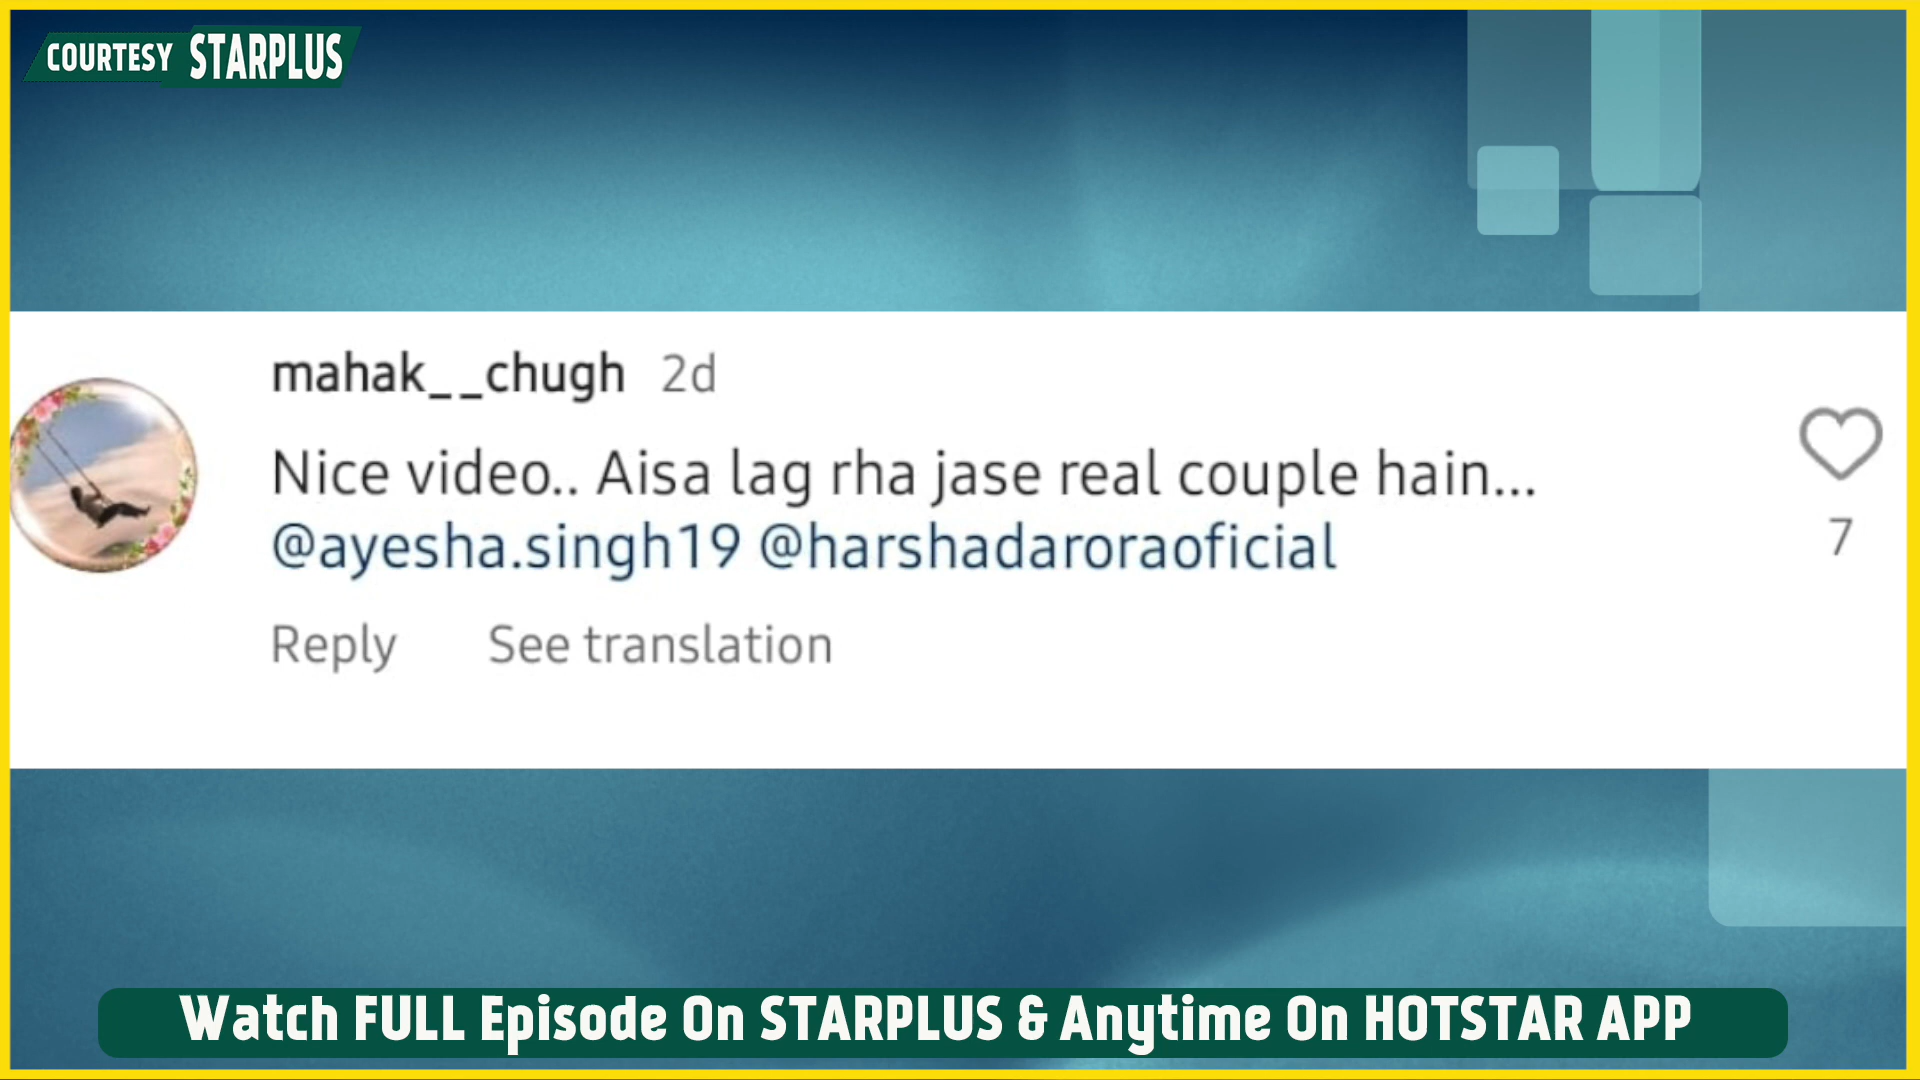 COURTESY STARPLUS
mahak__chugh 2d
Nice video.. Aisa lag rha jase real couple hain...
@ayesha.singh19 @harshadaroraoficial
7
Reply See translation
Watch FULL Episode On STARPLUS & Anytime On HOTSTAR APP